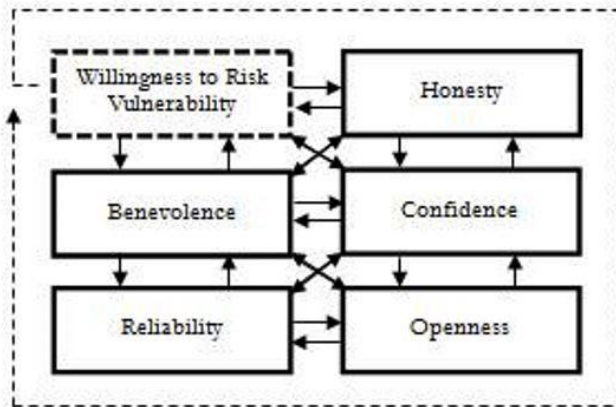 Willingness to Risk
Vulnerability
Honesty
Benevolence
Confidence
Reliability
Openness